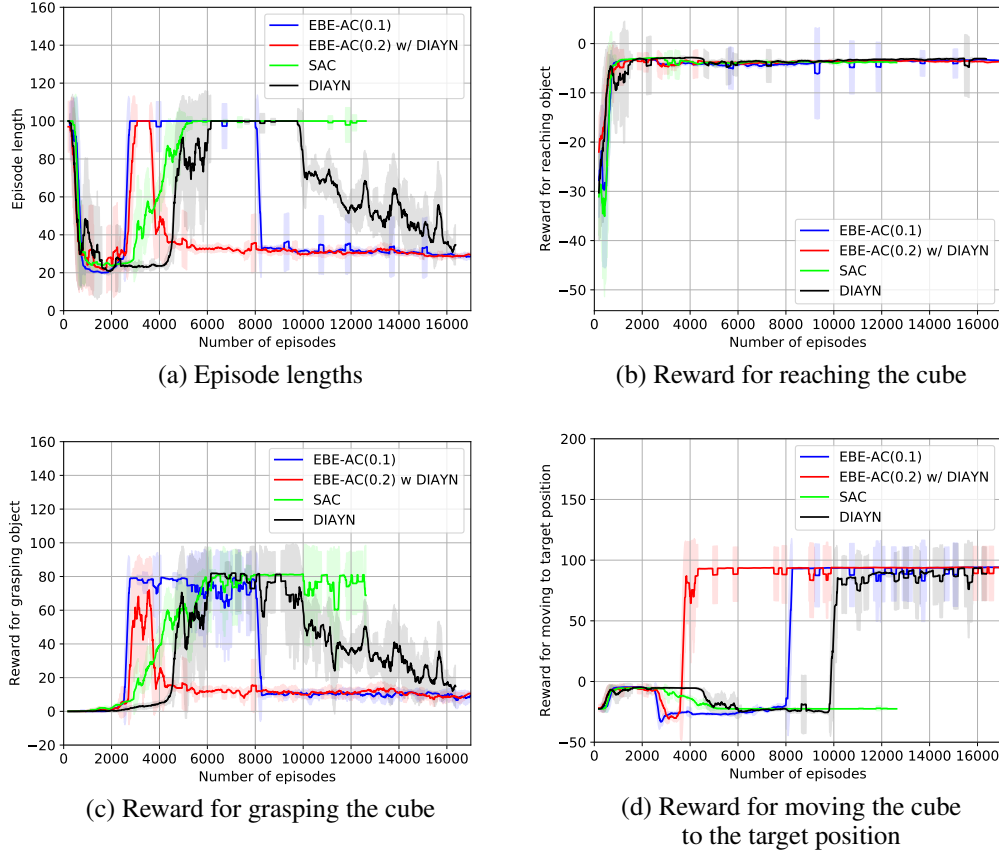 160
140
120
100
80
60
40
20
0
Episode length
EBE-AC(0.1)
EBE-AC(0.2) w/ DIAYN
SAC
DIAYN
0 2000 4000 6000 8000 10000 12000 14000 16000
Number of episodes
(a) Episode lengths
0
−10
−20
−30
−40
−50
Reward for reaching object
EBE-AC(0.1)
EBE-AC(0.2) w/ DIAYN
SAC
DIAYN
0 2000 4000 6000 8000 10000 12000 14000 16000
Number of episodes
(b) Reward for reaching the cube
160
140
120
100
80
60
40
20
0
−20
Reward for grasping object
EBE-AC(0.1)
EBE-AC(0.2) w DIAYN
SAC
DIAYN
0 2000 4000 6000 8000 10000 12000 14000 16000
Number of episodes
(c) Reward for grasping the cube
200
150
100
50
0
−50
Reward for moving to target position
EBE-AC(0.1)
EBE-AC(0.2) w/ DIAYN
SAC
DIAYN
0 2000 4000 6000 8000 10000 12000 14000 16000
Number of episodes
(d) Reward for moving the cube
to the target position